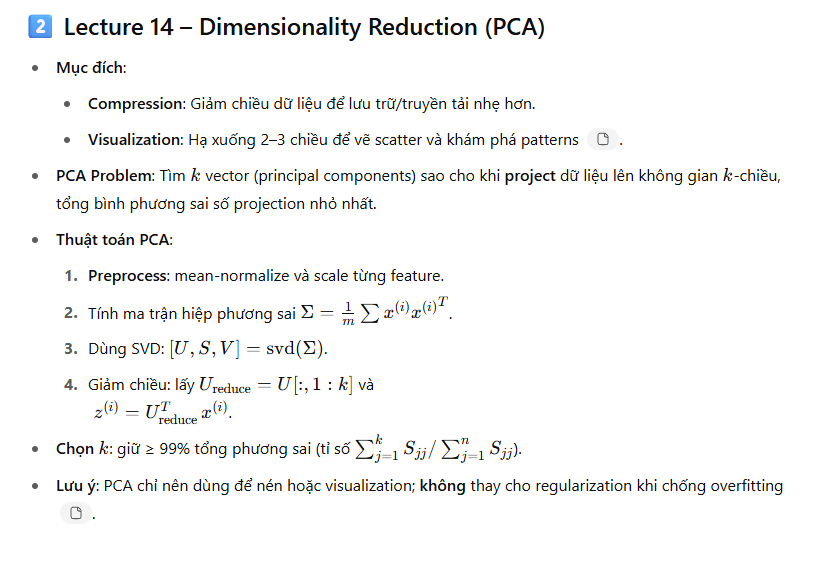 2 Lecture 14 – Dimensionality Reduction (PCA)
• Mục đích:
• Compression: Giảm chiều dữ liệu để lưu trữ/truyền tải nhẹ hơn.
• Visualization: Hạ xuống 2–3 chiều để vẽ scatter và khám phá patterns .
• PCA Problem: Tìm k vector (principal components) sao cho khi project dữ liệu lên không gian k-chiều,
tổng bình phương sai số projection nhỏ nhất.
• Thuật toán PCA:
1. Preprocess: mean-normalize và scale từng feature.
2. Tính ma trận hiệp phương sai Σ = 1/m ∑ x^(i) x^(i)^T.
3. Dùng SVD: [U, S, V] = svd(Σ).
4. Giảm chiều: lấy U_reduce = U[:, 1 : k] và
z^(i) = U_reduce^T x^(i).
• Chọn k: giữ ≥ 99% tổng phương sai (tỉ số ∑_{j=1}^k S_jj / ∑_{j=1}^n S_jj).
• Lưu ý: PCA chỉ nên dùng để nén hoặc visualization; không thay cho regularization khi chống overfitting
.